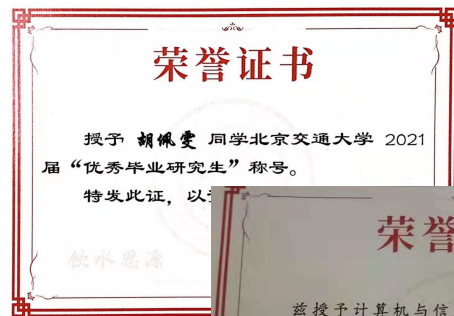 荣誉证书
授予 胡佩雯 同学北京交通大学 2021
届“优秀毕业研究生”称号。
特发此证，以
饮水思源
荣誉
兹授予计算机与信